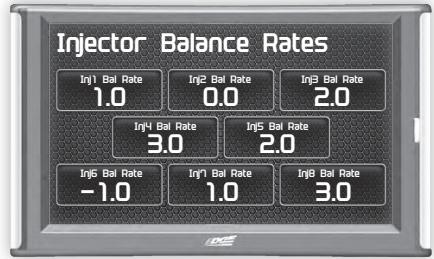 Injector Balance Rates
Inj1 Bal Rate
1.0
Inj2 Bal Rate
0.0
Inj3 Bal Rate
2.0
Inj4 Bal Rate
3.0
Inj5 Bal Rate
2.0
Inj6 Bal Rate
-1.0
Inj7 Bal Rate
1.0
Inj8 Bal Rate
3.0
EDGE